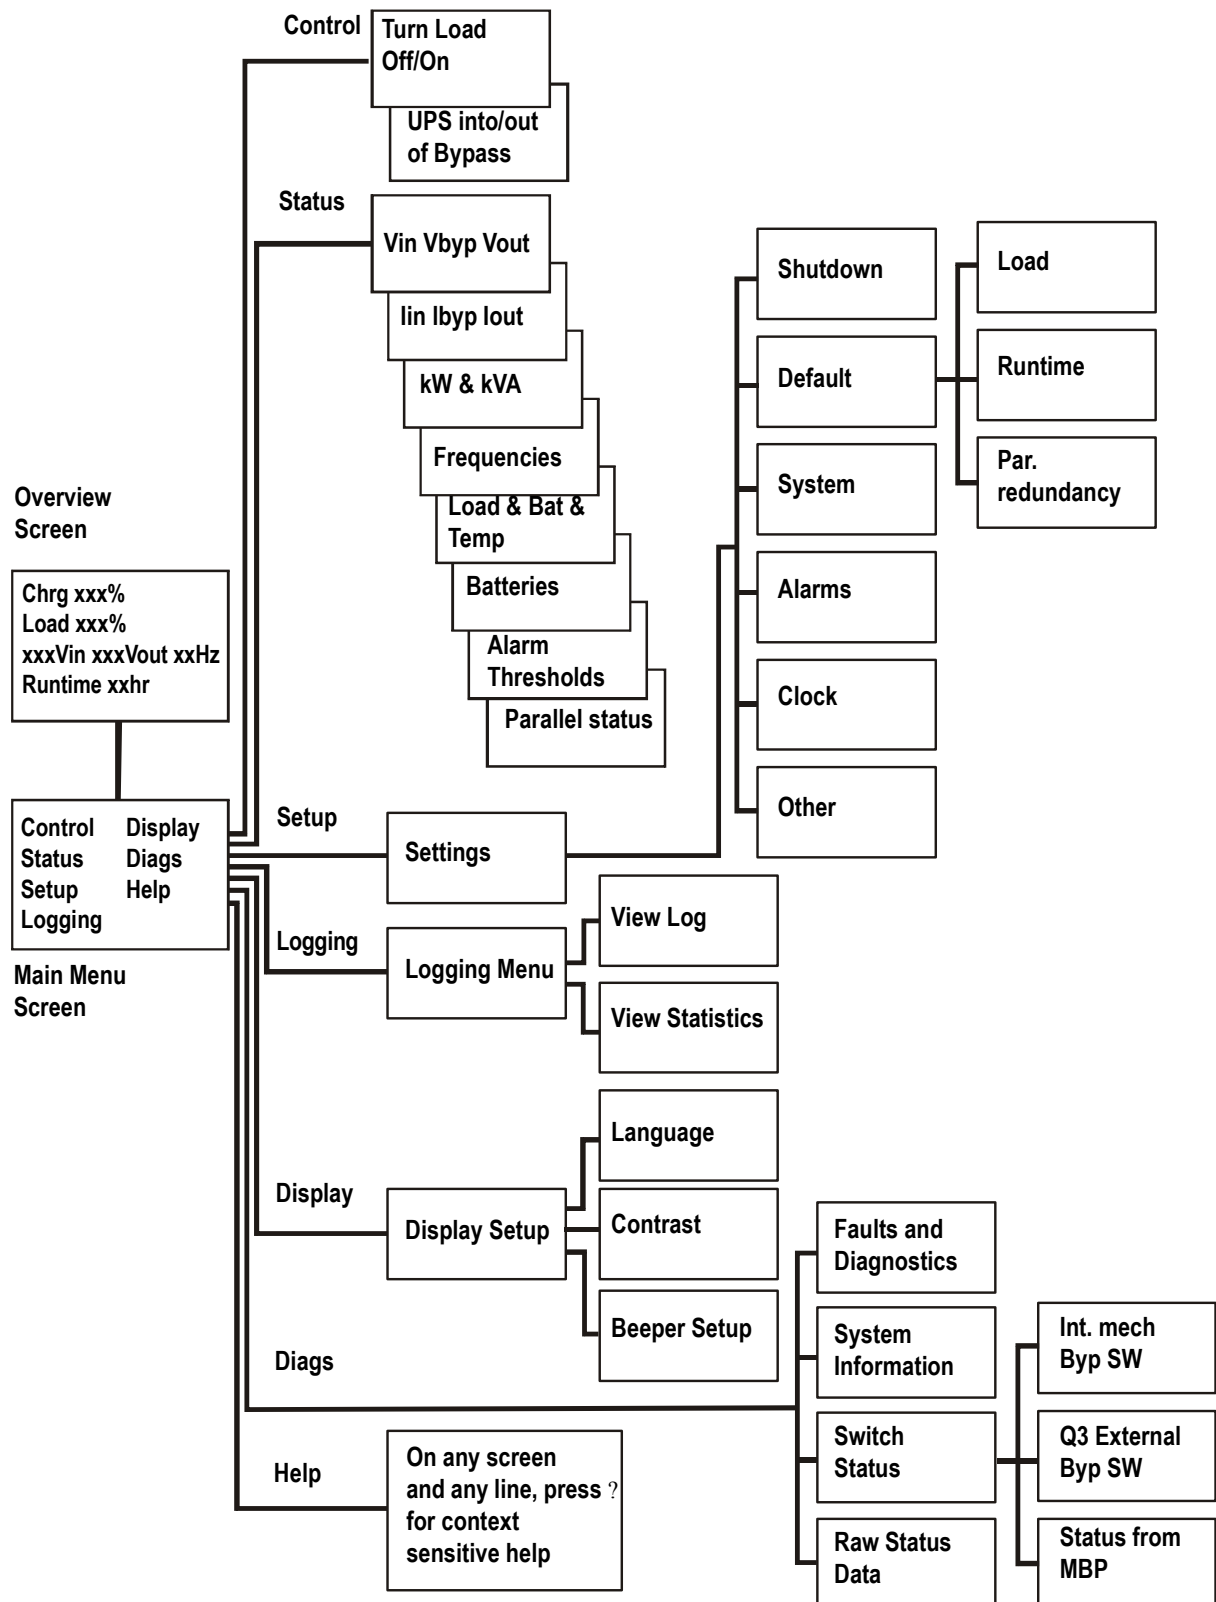 Control
Turn Load
Off/On
UPS into/out
of Bypass
Status
Vin Vbyp Vout
Iin Ibyp Iout
kW & kVA
Frequencies
Load & Bat &
Temp
Batteries
Alarm
Thresholds
Parallel status
Shutdown
Default
System
Alarms
Clock
Other
Load
Runtime
Par.
redundancy
Overview
Screen
Chrg xxx%
Load xxx%
xxxVin xxxVout xxHz
Runtime xxhr
Control Display
Status Diags
Setup Help
Logging
Main Menu
Screen
Setup
Settings
Logging
Logging Menu
View Log
View Statistics
Display
Display Setup
Language
Contrast
Beeper Setup
Diags
Faults and
Diagnostics
System
Information
Switch
Status
Raw Status
Data
Int. mech
Byp SW
Q3 External
Byp SW
Status from
MBP
Help
On any screen
and any line, press ?
for context
sensitive help